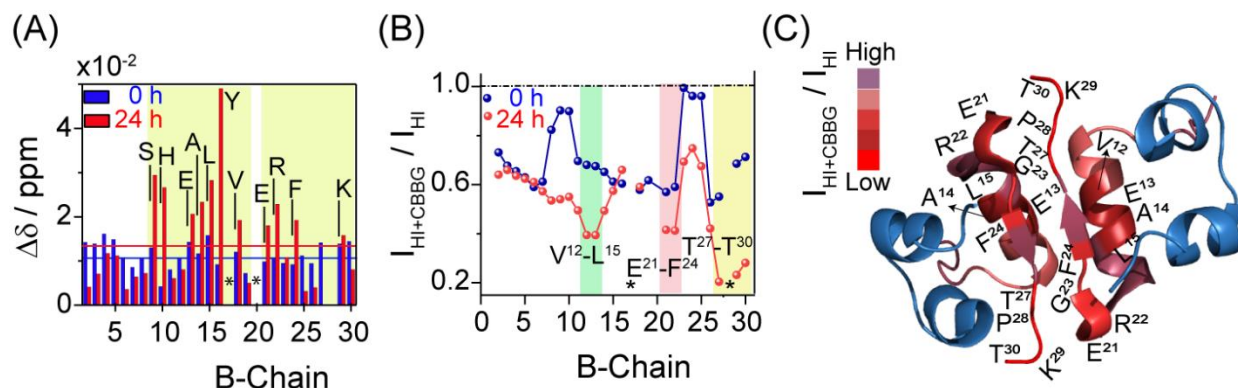 (A)
x10⁻²
0 h
24 h
Y
S
H
E
A
L
V
E
R
F
K
*
*
4
2
0
Δδ / ppm
5
10
15
20
25
30
B-Chain
(B)
1.0
0.6
0.2
0 h
24 h
I_HI+CBBG / I_HI
V¹²-L¹⁵
E²¹-F²⁴
T²⁷-T³⁰
*
*
0
5
10
15
20
25
30
B-Chain
(C)
High
Low
I_HI+CBBG / I_HI
T³⁰
K²⁹
E²¹
P²⁸
R²²
T²⁷
G²³
V¹²
L¹⁵
E¹³
E¹³
A¹⁴
A¹⁴
F²⁴
L¹⁵
F²⁴
G²³
T²⁷
P²⁸
R²²
T³⁰
K²⁹
E²¹